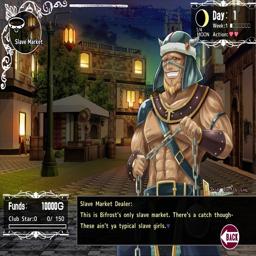 Slave Market
Day: 1
Week:1
MOON Action:♥♥
Funds: 10000G
Club Star:0 0/ 150
Slave Market Dealer:
This is Bifrost's only slave market. There's a catch though-
These ain't ya typical slave girls.♥
BACK